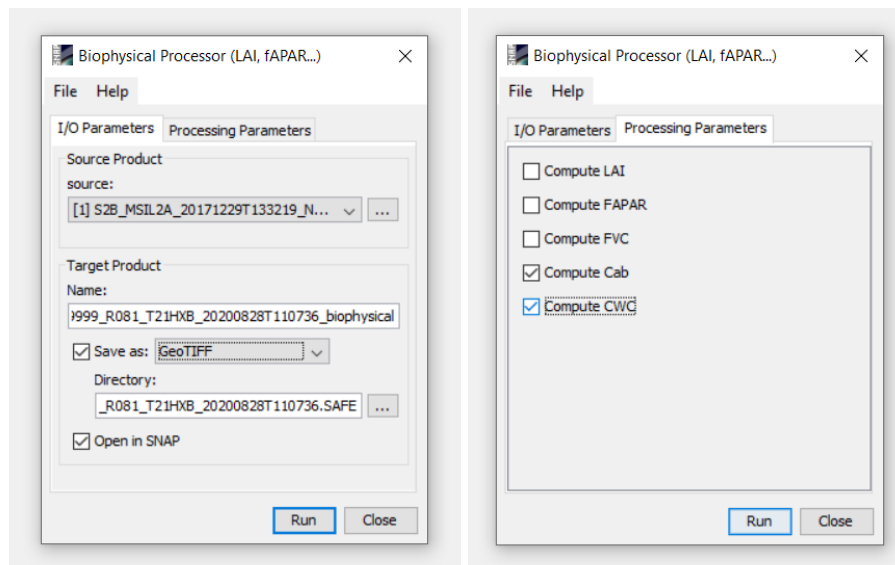 Biophysical Processor (LAI, fAPAR...)
File Help
I/O Parameters Processing Parameters
Source Product
source:
[1] S2B_MSIL2A_20171229T133219_N... ...
Target Product
Name:
)999_R081_T21HXB_20200828T110736_biophysical
Save as: GeoTIFF
Directory:
_R081_T21HXB_20200828T110736.SAFE ...
Open in SNAP
Run Close
Biophysical Processor (LAI, fAPAR...)
File Help
I/O Parameters Processing Parameters
Compute LAI
Compute FAPAR
Compute FVC
Compute Cab
Compute CWC
Run Close